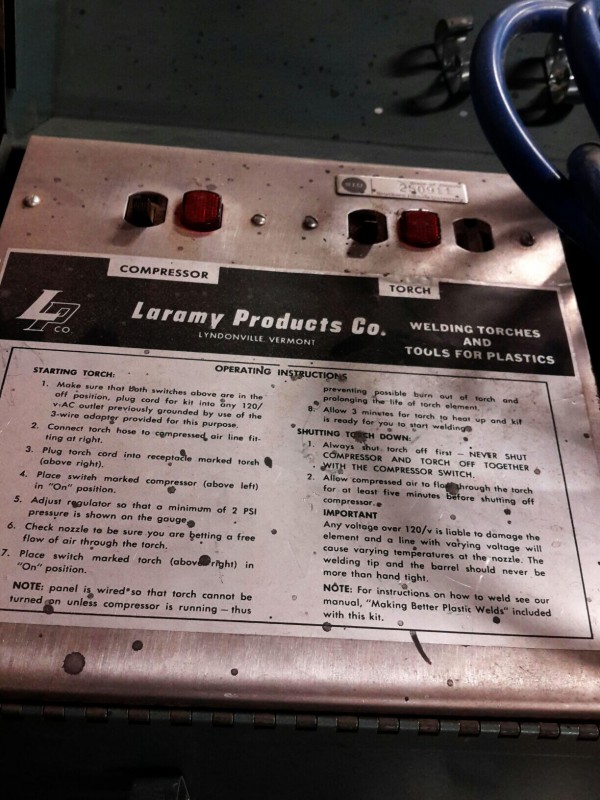 COMPRESSOR
TORCH
LP CO
Laramy Products Co.
LYNDONVILLE, VERMONT
WELDING TORCHES
AND
TOOLS FOR PLASTICS
OPERATING INSTRUCTIONS
STARTING TORCH:
1. Make sure that both switches above are in the
off position, plug cord for kit into any 120/
v-AC outlet previously grounded by use of the
3-wire adapter provided for this purpose.
2. Connect torch hose to compressed air line fit-
ting at right.
3. Plug torch cord into receptacle marked torch
(above right).
4. Place switch marked compressor (above left)
in "On" position.
5. Adjust regulator so that a minimum of 2 PSI
pressure is shown on the gauge.
6. Check nozzle to be sure you are getting a free
flow of air through the torch.
7. Place switch marked torch (above right) in
"On" position.
NOTE: panel is wired so that torch cannot be
turned on unless compressor is running — thus
preventing possible burn out of torch and
prolonging the life of torch element.
8. Allow 3 minutes for torch to heat up and kit
is ready for you to start welding.
SHUTTING TORCH DOWN:
1. Always shut torch off first — NEVER SHUT
COMPRESSOR AND TORCH OFF TOGETHER
WITH THE COMPRESSOR SWITCH.
2. Allow compressed air to flow through the torch
for at least five minutes before shutting off
compressor.
IMPORTANT
Any voltage over 120/v is liable to damage the
element and a line with varying voltage will
cause varying temperatures at the nozzle. The
welding tip and the barrel should never be
more than hand tight.
NOTE: For instructions on how to weld see our
manual, "Making Better Plastic Welds" included
with this kit.